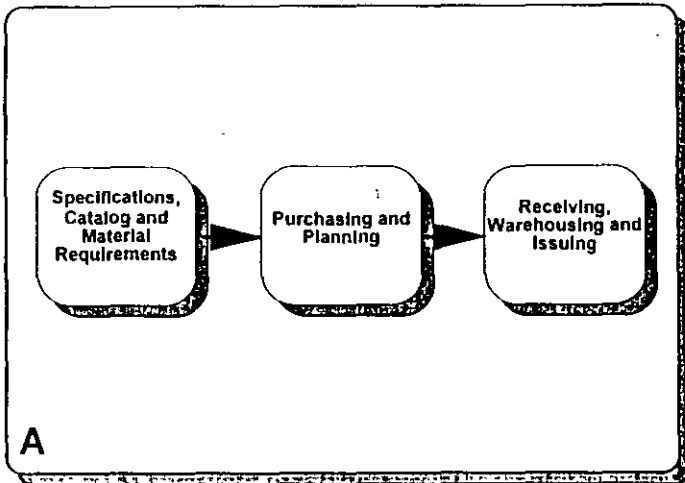 Specifications,
Catalog and
Material
Requirements
Purchasing and
Planning
Receiving,
Warehousing and
Issuing
A